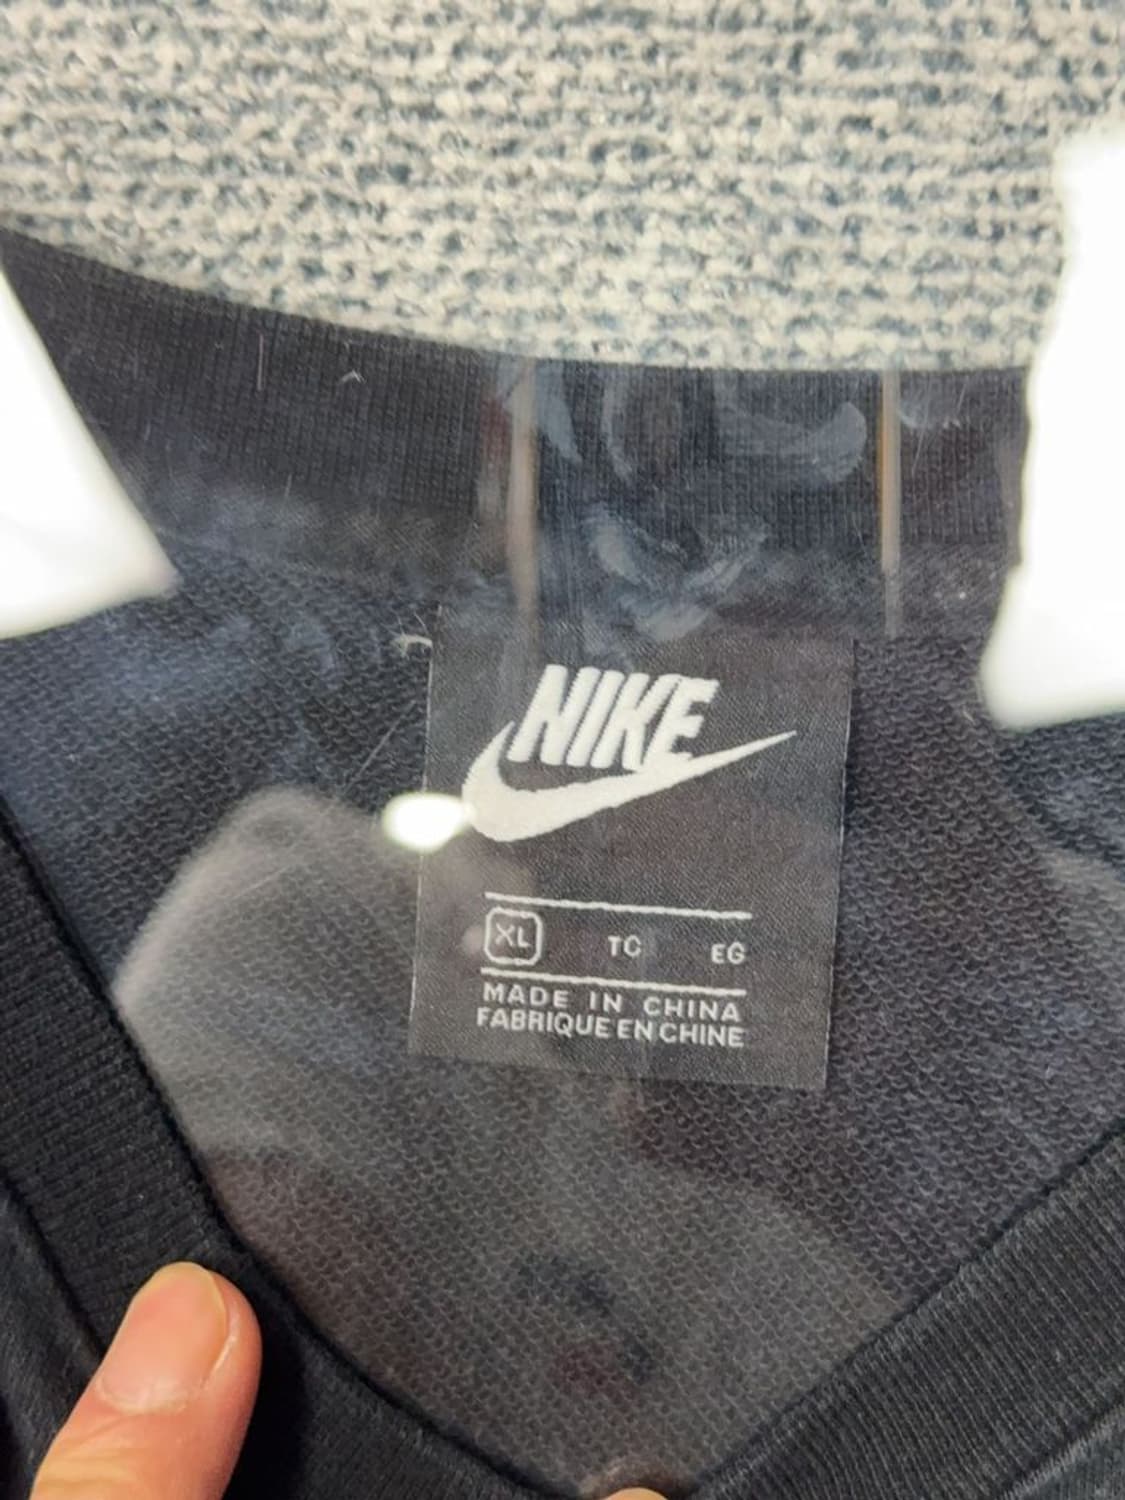 NIKE
XL TG EG
MADE IN CHINA
FABRIQUE EN CHINE